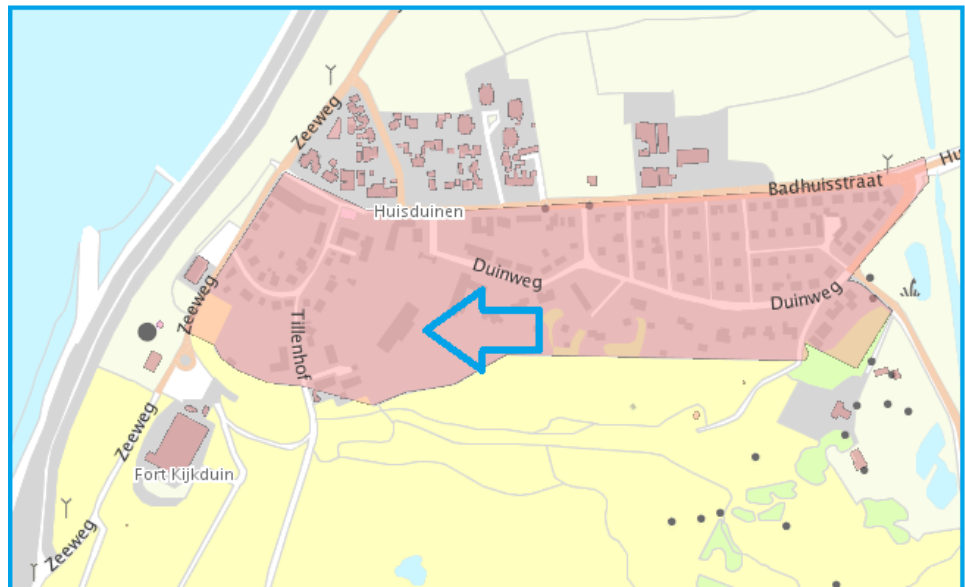 Zeeweg
Badhuisstraat
Hu
Huisduinen
Duinweg
Duinweg
Zeeweg
Tillenhof
Zeeweg
Fort Kijkduin
Zeeweg